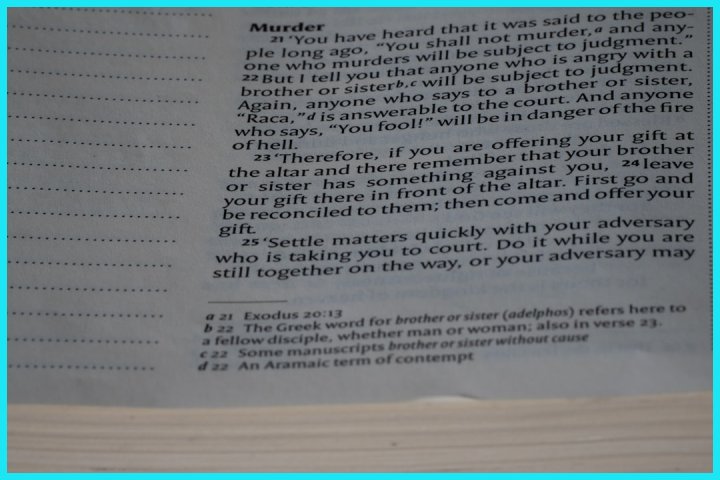 Murder
21 ‘You have heard that it was said to the peo-
ple long ago, “You shall not murder,a and any-
one who murders will be subject to judgment.”
22 But I tell you that anyone who is angry with a
brother or sisterb,c will be subject to judgment.
Again, anyone who says to a brother or sister,
“Raca,”d is answerable to the court. And anyone
who says, “You fool!” will be in danger of the fire
of hell.
23 ‘Therefore, if you are offering your gift at
the altar and there remember that your brother
or sister has something against you, 24 leave
your gift there in front of the altar. First go and
be reconciled to them; then come and offer your
gift.
25 ‘Settle matters quickly with your adversary
who is taking you to court. Do it while you are
still together on the way, or your adversary may
a 21 Exodus 20:13
b 22 The Greek word for brother or sister (adelphos) refers here to
a fellow disciple, whether man or woman; also in verse 23.
c 22 Some manuscripts brother or sister without cause
d 22 An Aramaic term of contempt